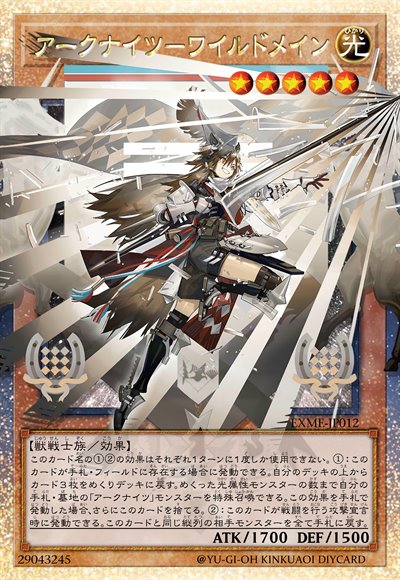 アークナイツーワイルドメイン
ひかり
光
EXMF-JP012
【獣戦士族／効果】
このカード名の①②の効果はそれぞれ1ターンに1度しか使用できない。①：この
カードが手札・フィールドに存在する場合に発動できる。自分のデッキの上から
カード3枚をめくりデッキに戻す。めくった光属性モンスターの数まで自分の
手札・墓地の「アークナイツ」モンスターを特殊召喚できる。この効果を手札で
発動した場合、さらにこのカードを捨てる。②：このカードが戦闘を行う攻撃宣言
時に発動できる。このカードと同じ縦列の相手モンスターを全て手札に戻す。
ATK/1700 DEF/1500
29043245
@YU-GI-OH KINKUAOI DIYCARD